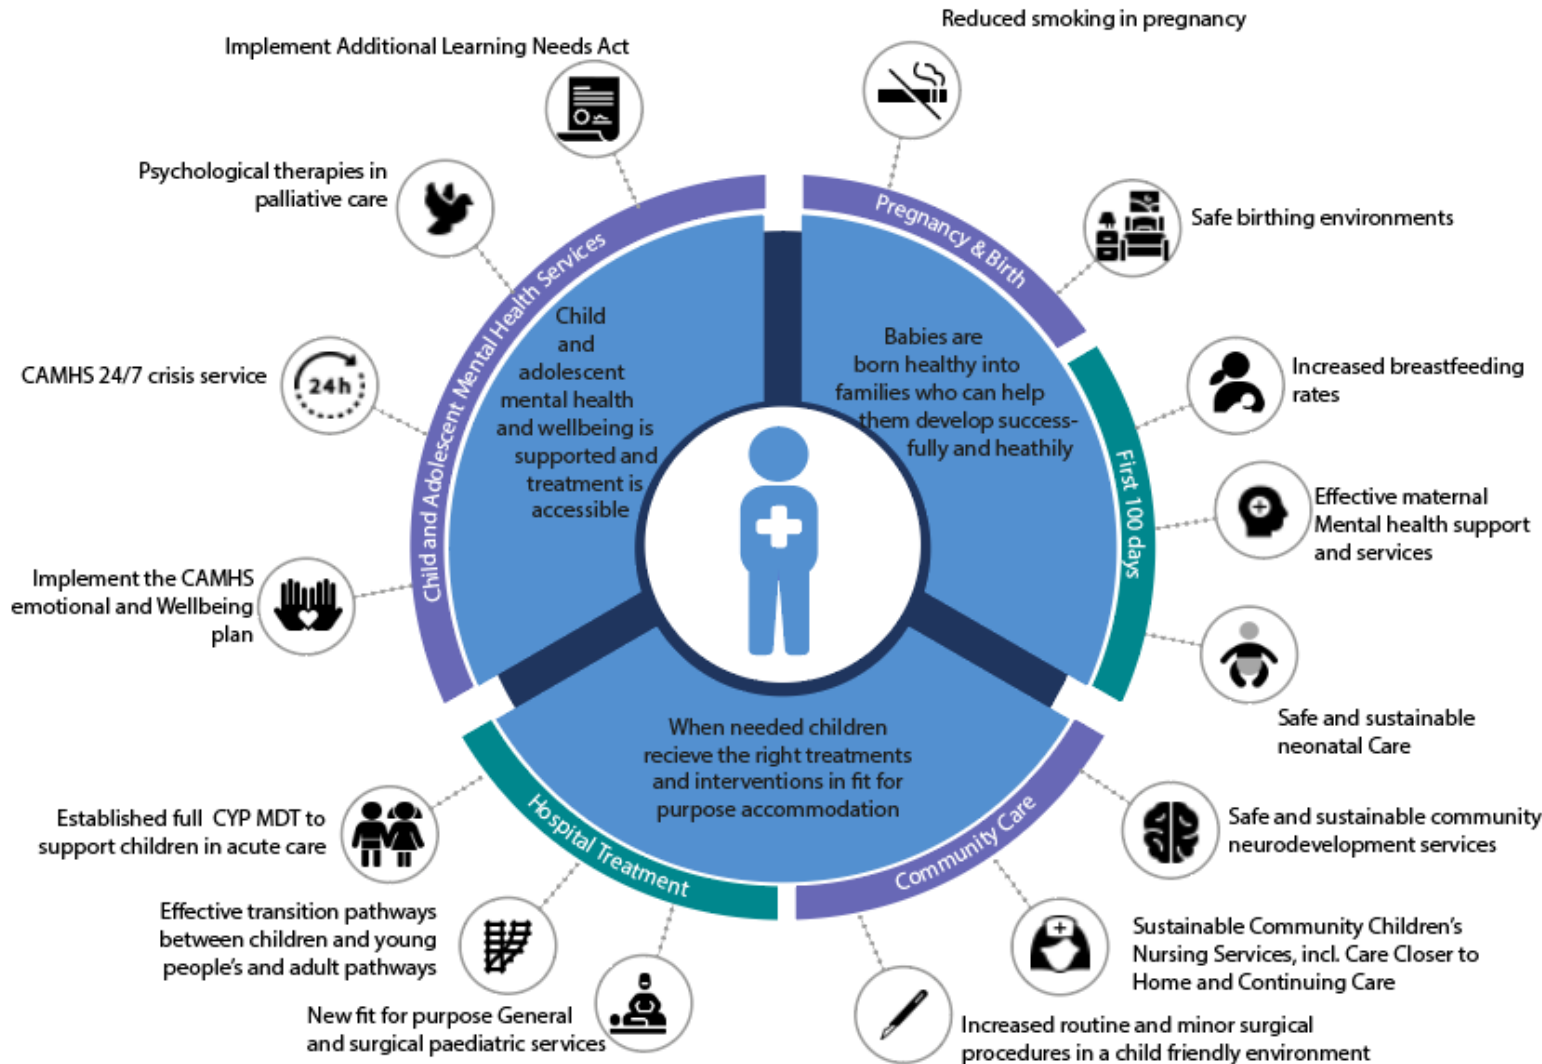 Reduced smoking in pregnancy
Implement Additional Learning Needs Act
Psychological therapies in
palliative care
CAMHS 24/7 crisis service
24h
Implement the CAMHS
emotional and Wellbeing
plan
Child and Adolescent Mental Health Services
Child
and
adolescent
mental health
and wellbeing is
supported and
treatment is
accessible
Pregnancy & Birth
Safe birthing environments
Babies are
born healthy into
families who can help
them develop success-
fully and heathily
First 100 days
Increased breastfeeding
rates
Effective maternal
Mental health support
and services
Safe and sustainable
neonatal Care
When needed children
recieve the right treatments
and interventions in fit for
purpose accommodation
Hospital Treatment
Community Care
Established full CYP MDT to
support children in acute care
Effective transition pathways
between children and young
people's and adult pathways
New fit for purpose General
and surgical paediatric services
Safe and sustainable community
neurodevelopment services
Sustainable Community Children's
Nursing Services, incl. Care Closer to
Home and Continuing Care
Increased routine and minor surgical
procedures in a child friendly environment